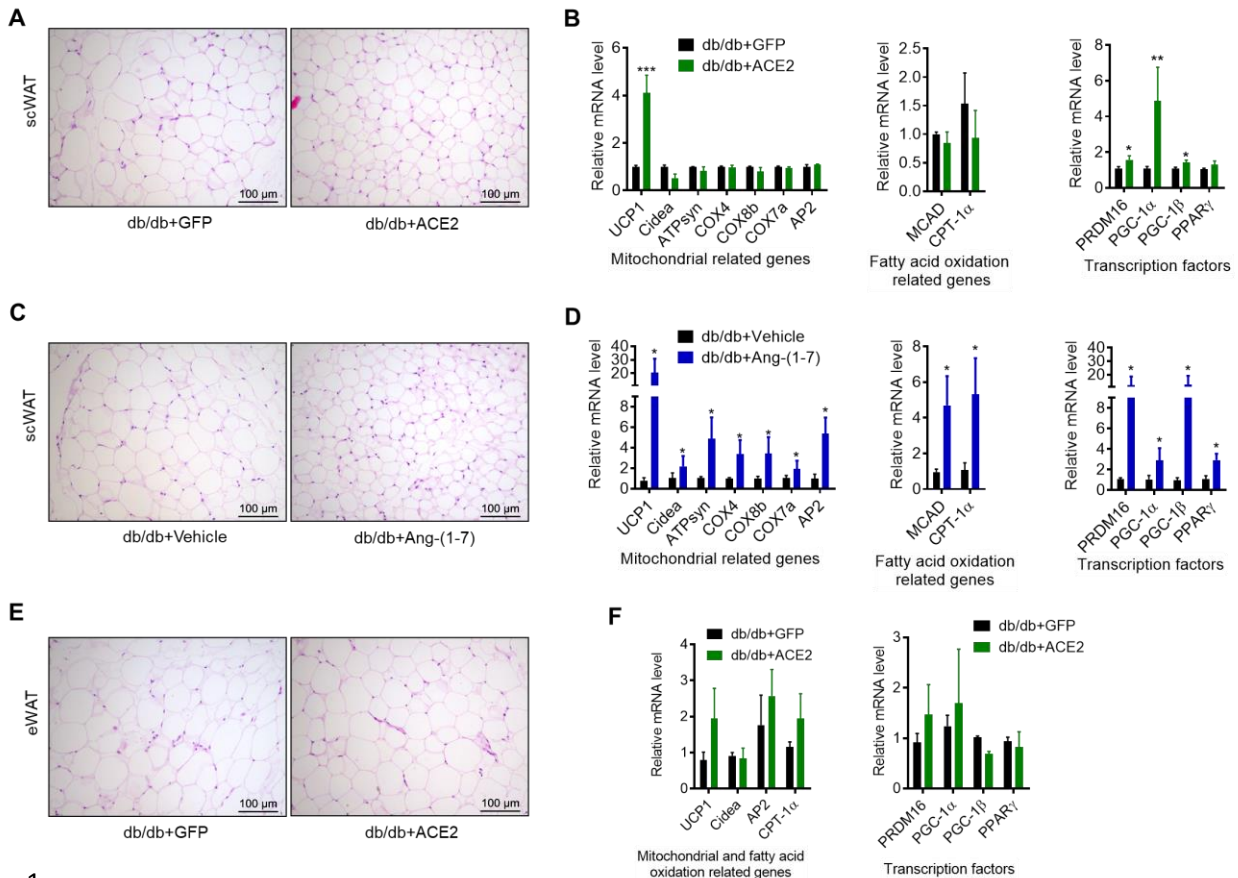 A
scWAT
100 µm
100 µm
db/db+GFP
db/db+ACE2
B
db/db+GFP
db/db+ACE2
Relative mRNA level
6
4
2
0
***
UCP1
Cidea
ATPsyn
COX4
COX8b
COX7a
AP2
Mitochondrial related genes
Relative mRNA level
2.5
2.0
1.5
1.0
0.5
0.0
MCAD
CPT-1α
Fatty acid oxidation
related genes
Relative mRNA level
8
6
4
2
0
*
**
*
PRDM16
PGC-1α
PGC-1β
PPARγ
Transcription factors
C
scWAT
100 µm
100 µm
db/db+Vehicle
db/db+Ang-(1-7)
D
db/db+Vehicle
db/db+Ang-(1-7)
Relative mRNA level
40
30
20
10
8
6
4
2
0
*
*
*
*
*
*
*
UCP1
Cidea
ATPsyn
COX4
COX8b
COX7a
AP2
Mitochondrial related genes
Relative mRNA level
8
6
4
2
0
*
*
MCAD
CPT-1α
Fatty acid oxidation
related genes
Relative mRNA level
40
30
20
10
8
6
4
2
0
*
*
*
*
PRDM16
PGC-1α
PGC-1β
PPARγ
Transcription factors
E
eWAT
100 µm
100 µm
db/db+GFP
db/db+ACE2
F
db/db+GFP
db/db+ACE2
Relative mRNA level
4
3
2
1
0
UCP1
Cidea
AP2
CPT-1α
Mitochondrial and fatty acid
oxidation related genes
db/db+GFP
db/db+ACE2
Relative mRNA level
3
2
1
0
PRDM16
PGC-1α
PGC-1β
PPARγ
Transcription factors